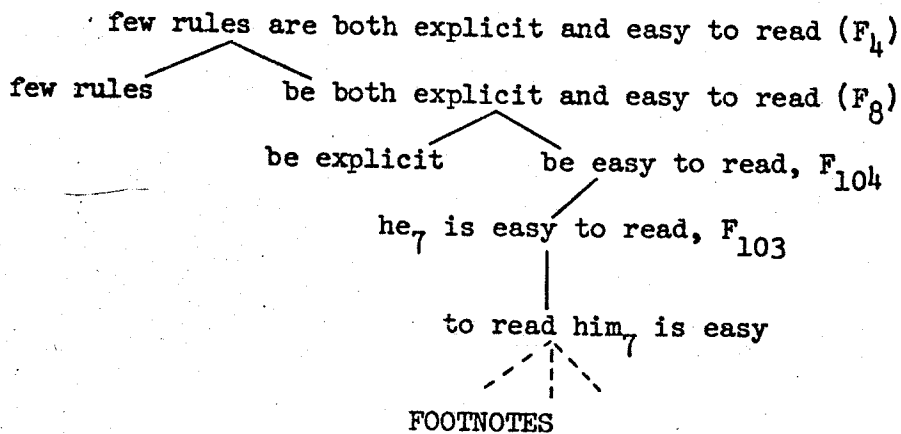 few rules are both explicit and easy to read (F₄)
few rules be both explicit and easy to read (F₈)
be explicit be easy to read, F₁₀₄
he₇ is easy to read, F₁₀₃
to read him₇ is easy
FOOTNOTES